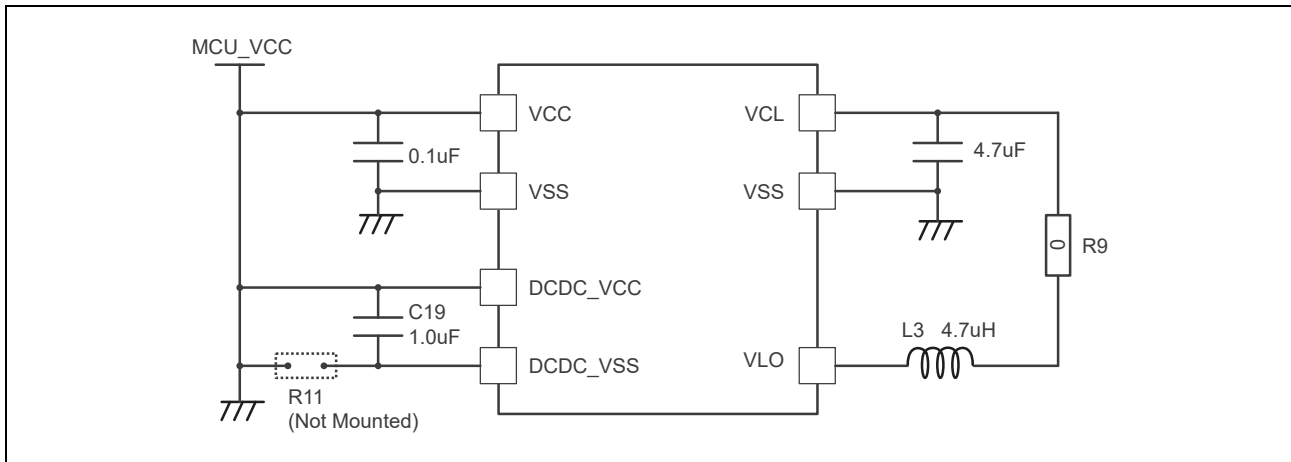 MCU_VCC
VCC
VCL
0.1uF
4.7uF
VSS
VSS
0
R9
DCDC_VCC
C19
1.0uF
L3 4.7uH
DCDC_VSS
VLO
R11
(Not Mounted)